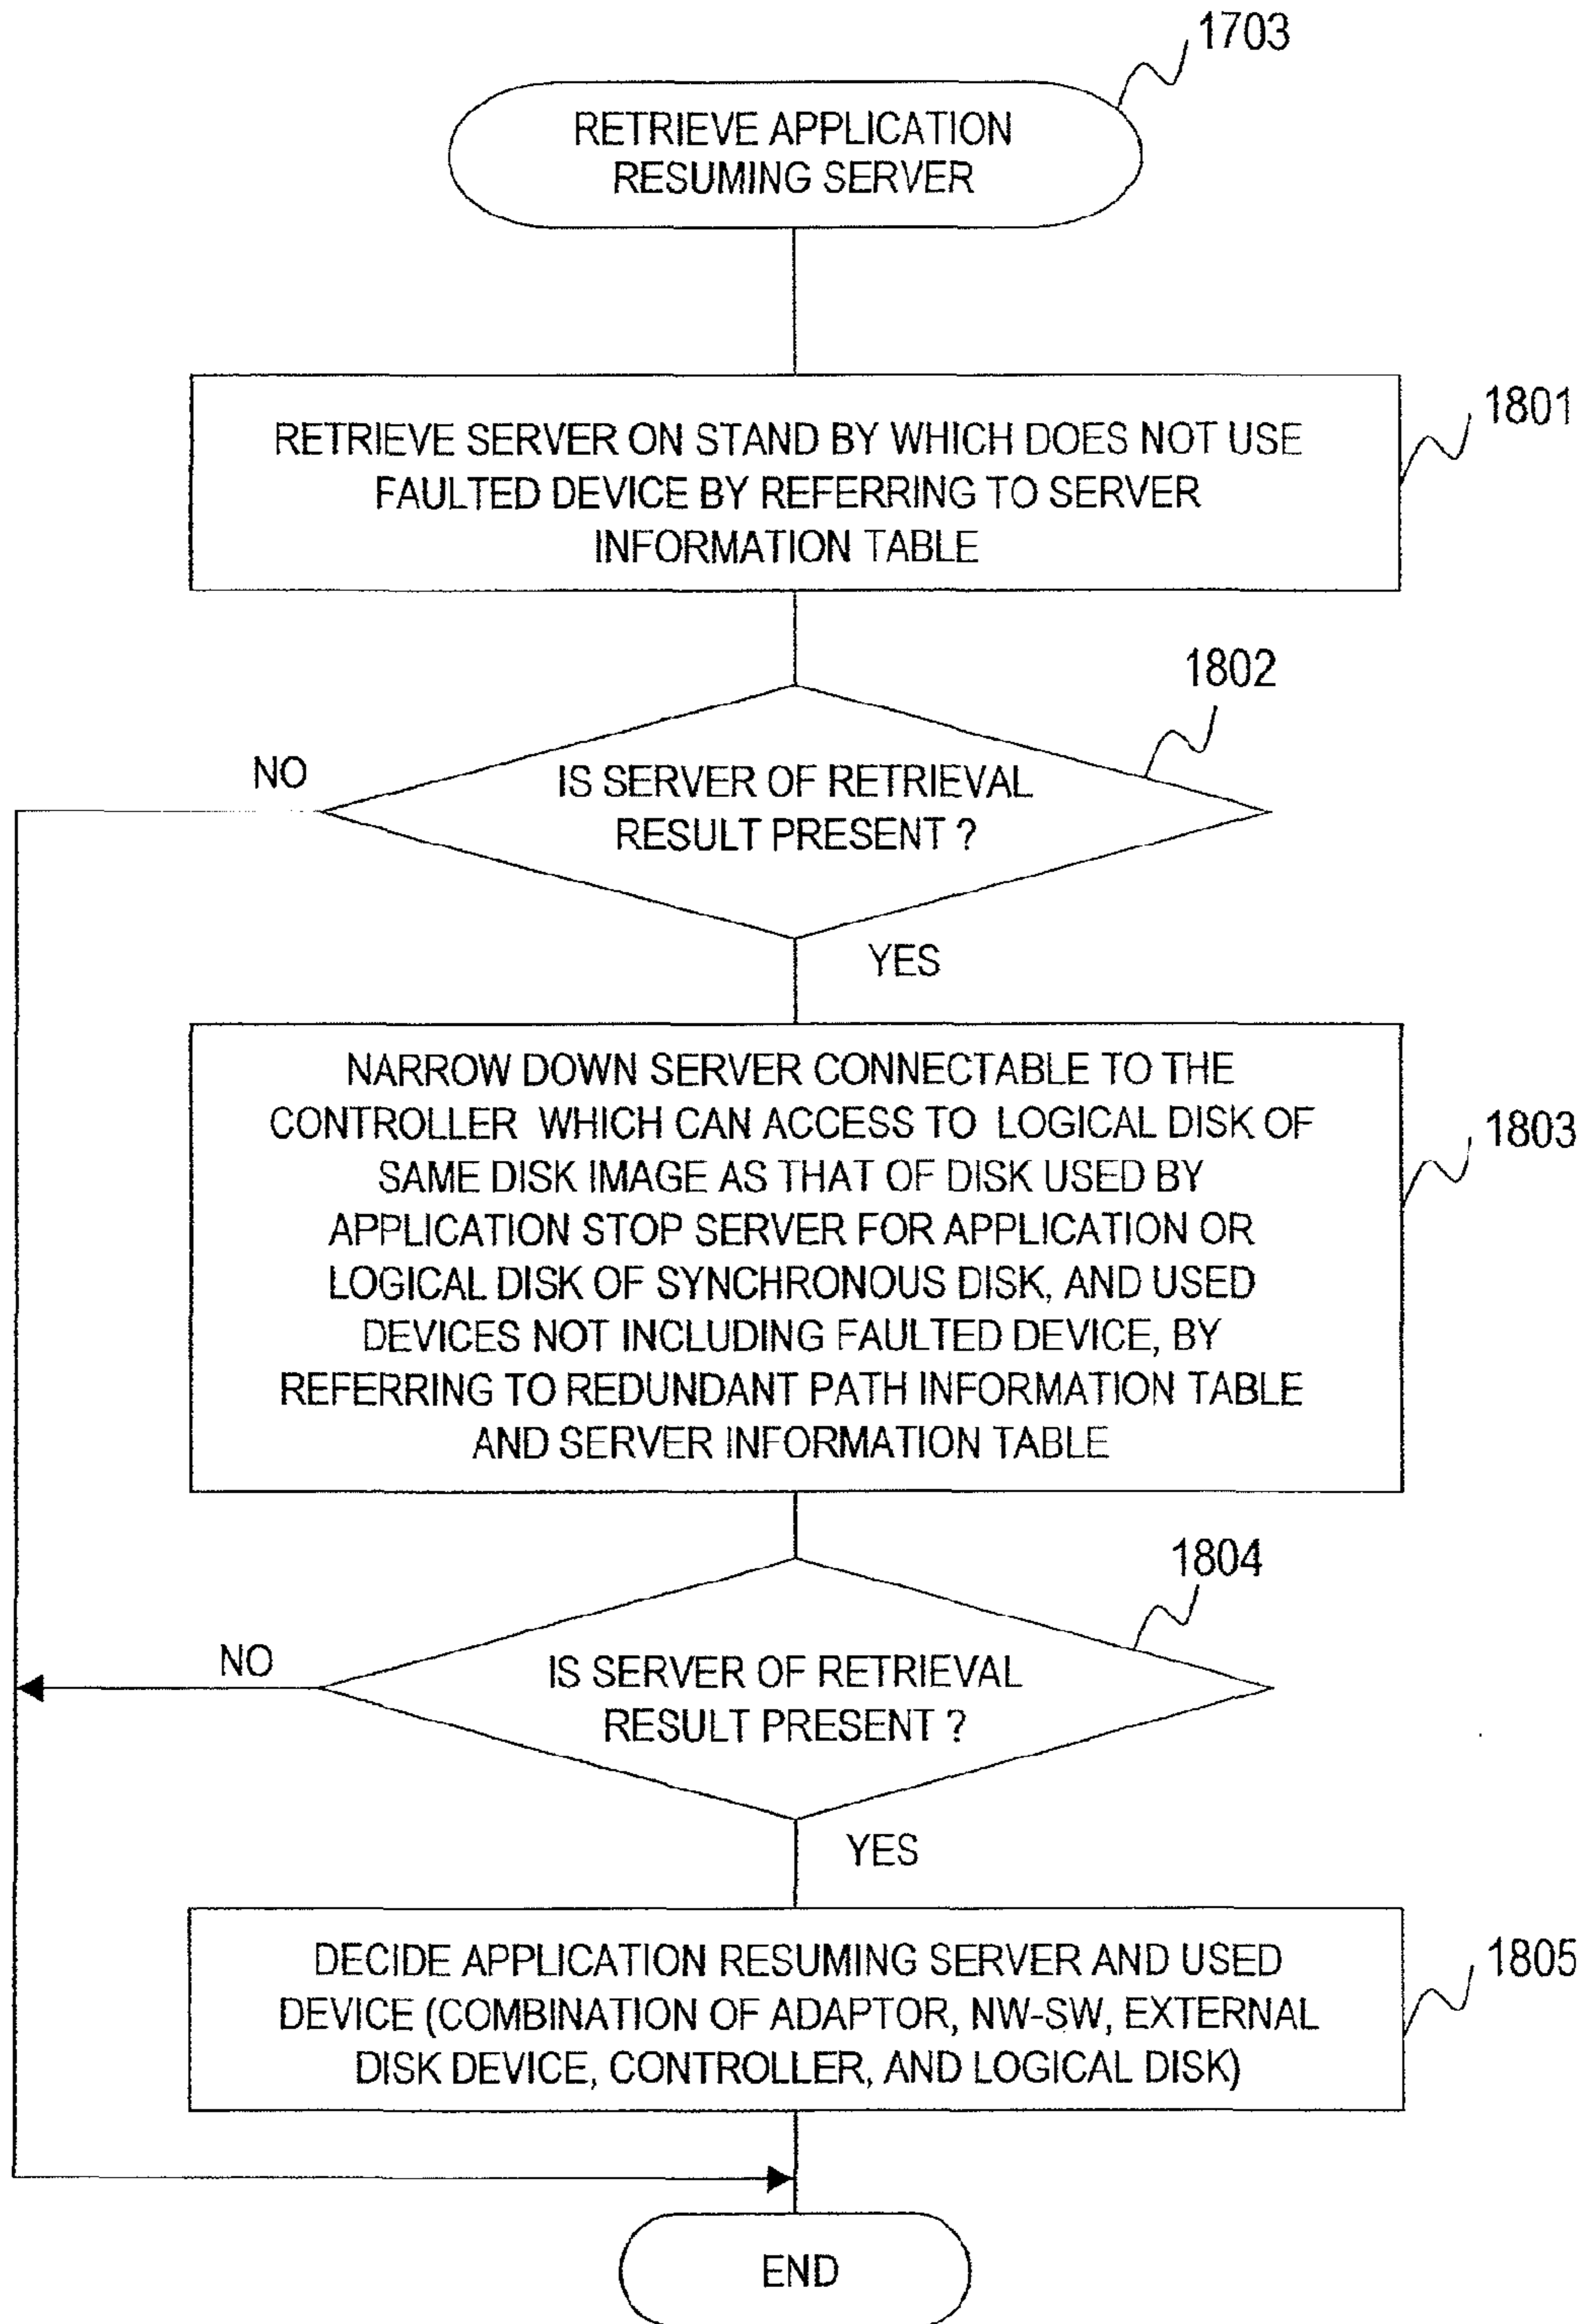 1703
RETRIEVE APPLICATION
RESUMING SERVER
1801
RETRIEVE SERVER ON STAND BY WHICH DOES NOT USE
FAULTED DEVICE BY REFERRING TO SERVER
INFORMATION TABLE
1802
NO
IS SERVER OF RETRIEVAL
RESULT PRESENT ?
YES
NARROW DOWN SERVER CONNECTABLE TO THE
CONTROLLER WHICH CAN ACCESS TO LOGICAL DISK OF
1803
SAME DISK IMAGE AS THAT OF DISK USED BY
APPLICATION STOP SERVER FOR APPLICATION OR
LOGICAL DISK OF SYNCHRONOUS DISK, AND USED
DEVICES NOT INCLUDING FAULTED DEVICE, BY
REFERRING TO REDUNDANT PATH INFORMATION TABLE
AND SERVER INFORMATION TABLE
1804
NO
IS SERVER OF RETRIEVAL
RESULT PRESENT ?
YES
DECIDE APPLICATION RESUMING SERVER AND USED
1805
DEVICE (COMBINATION OF ADAPTOR, NW-SW, EXTERNAL
DISK DEVICE, CONTROLLER, AND LOGICAL DISK)
END